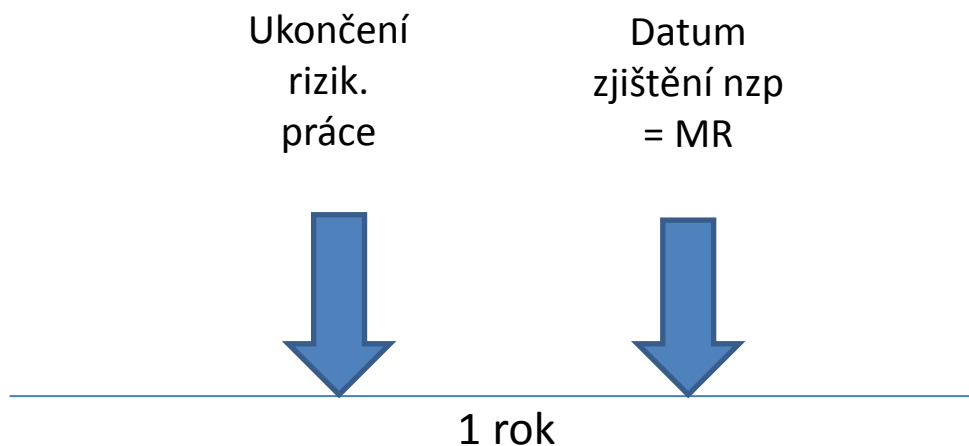 Ukončení
rizik.
práce
Datum
zjištění nzp
= MR
1 rok